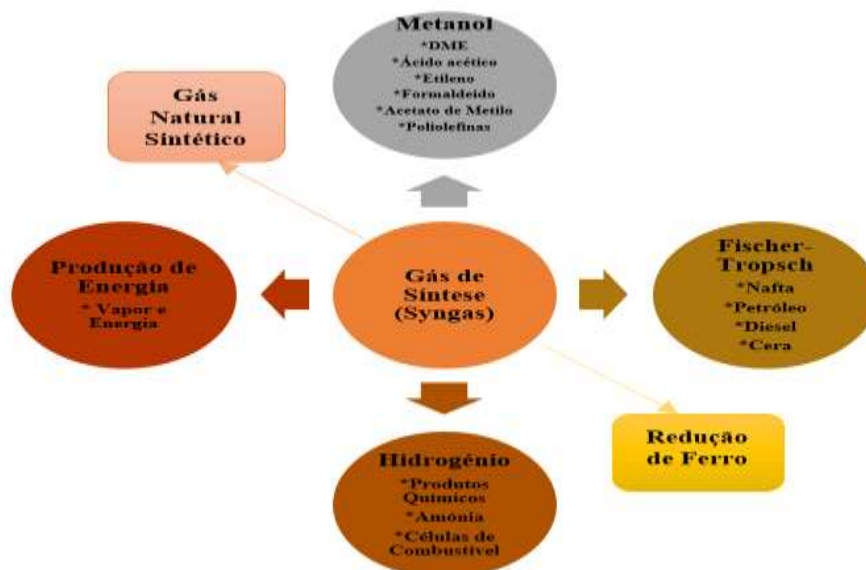 Metanol
*DME
*Ácido acético
*Etileno
*Formaldeído
*Acetato de Metilo
*Poliolefinas
Gás
Natural
Sintético
Produção de
Energia
* Vapor e
Energia
Gás de
Síntese
(Syngas)
Fischer-
Tropsch
*Nafta
*Petróleo
*Diesel
*Cera
Hidrogénio
*Produtos
Químicos
*Amónia
*Células de
Combustível
Redução
de Ferro